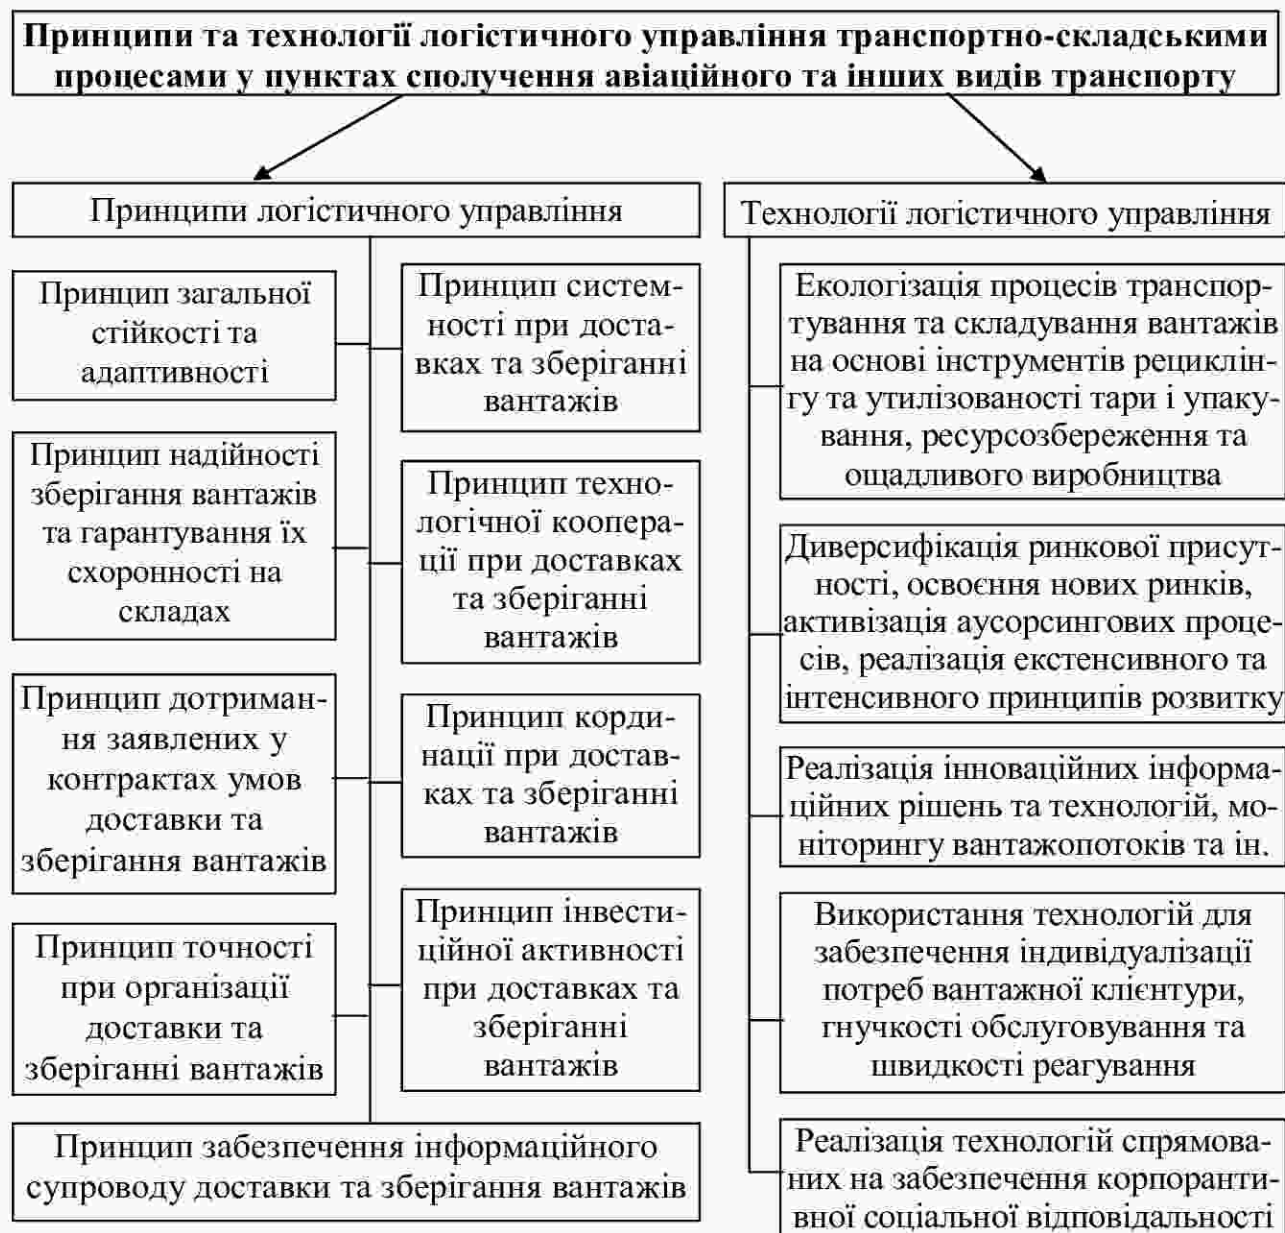 Принципи та технології логістичного управління транспортно-складськими
процесами у пунктах сполучення авіаційного та інших видів транспорту
Принципи логістичного управління
Принцип загальної
стійкості та
адаптивності
Принцип систем-
ності при доста-
вках та зберіганні
вантажів
Принцип надійності
зберігання вантажів
та гарантування їх
схоронності на
складах
Принцип техно-
логічної коопера-
ції при доставках
та зберіганні
вантажів
Принцип дотриман-
ня заявлених у
контрактах умов
доставки та
зберігання вантажів
Принцип корди-
нації при достав-
ках та зберіганні
вантажів
Принцип точності
при організації
доставки та
зберіганні вантажів
Принцип інвести-
ційної активності
при доставках та
зберіганні
вантажів
Принцип забезпечення інформаційного
супроводу доставки та зберігання вантажів
Технології логістичного управління
Екологізація процесів транспор-
тування та складування вантажів
на основі інструментів рециклін-
гу та утилізованості тари і упаку-
вання, ресурсозбереження та
ощадливого виробництва
Диверсифікація ринкової присут-
ності, освоєння нових ринків,
активізація аусорсингових проце-
сів, реалізація екстенсивного та
інтенсивного принципів розвитку
Реалізація інноваційних інформа-
ційних рішень та технологій, мо-
ніторингу вантажопотоків та ін.
Використання технологій для
забезпечення індивідуалізації
потреб вантажної клієнтури,
гнучкості обслуговування та
швидкості реагування
Реалізація технологій спрямова-
них на забезпечення корпоранти-
вної соціальної відповідальності